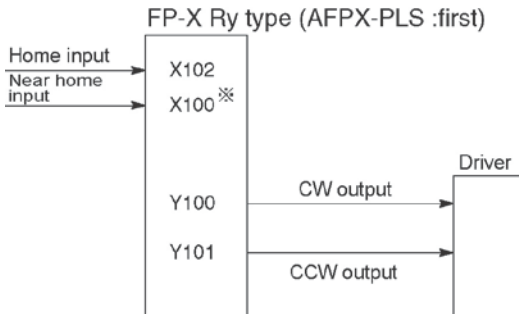 FP-X Ry type (AFPX-PLS :first)
Home input
X102
Near home
input
X100※
Driver
Y100
CW output
Y101
CCW output